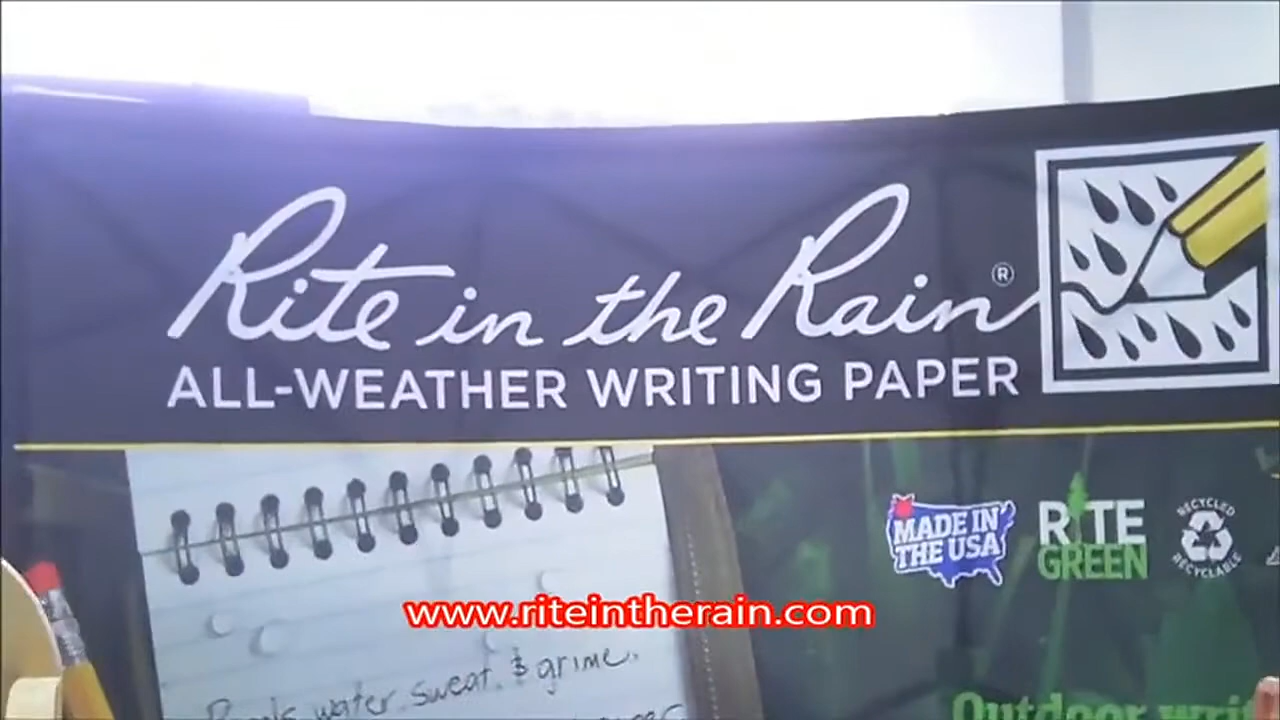 Rite in the Rain®
ALL-WEATHER WRITING PAPER
MADE IN
THE USA
RITE
GREEN
RECYCLED
RECYCLABLE
www.riteintherain.com
water, sweat, & grime.
Outdoor